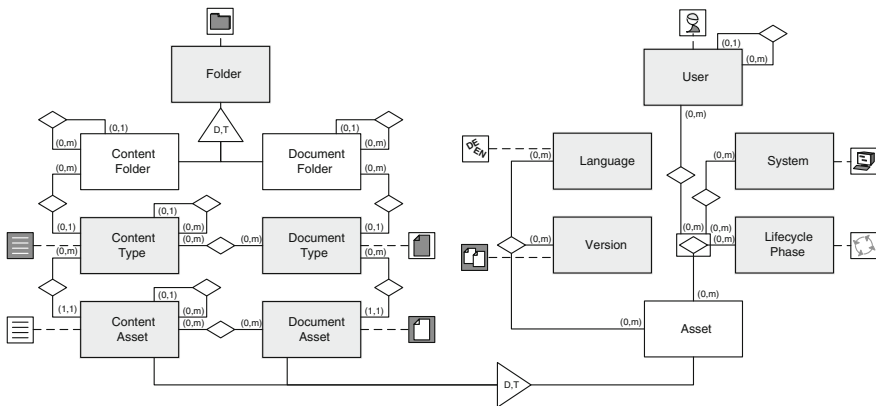 Folder
User
(0,1)
(0,m)
(0,m)
D,T
(0,1)
(0,m)
(0,m)
Content
Folder
(0,1)
(0,m)
(0,m)
Document
Folder
DE
EN
(0,m)
Language
(0,m)
System
(0,1)
(0,m)
Content
Type
(0,1)
(0,m)
(0,m)
(0,m)
(0,1)
(0,m)
Document
Type
(0,m)
Version
(0,m)
(0,m)
(0,m)
Lifecycle
Phase
(1,1)
Content
Asset
(0,1)
(0,m)
(0,m)
(0,m)
(1,1)
Document
Asset
(0,m)
(0,m)
Asset
D,T